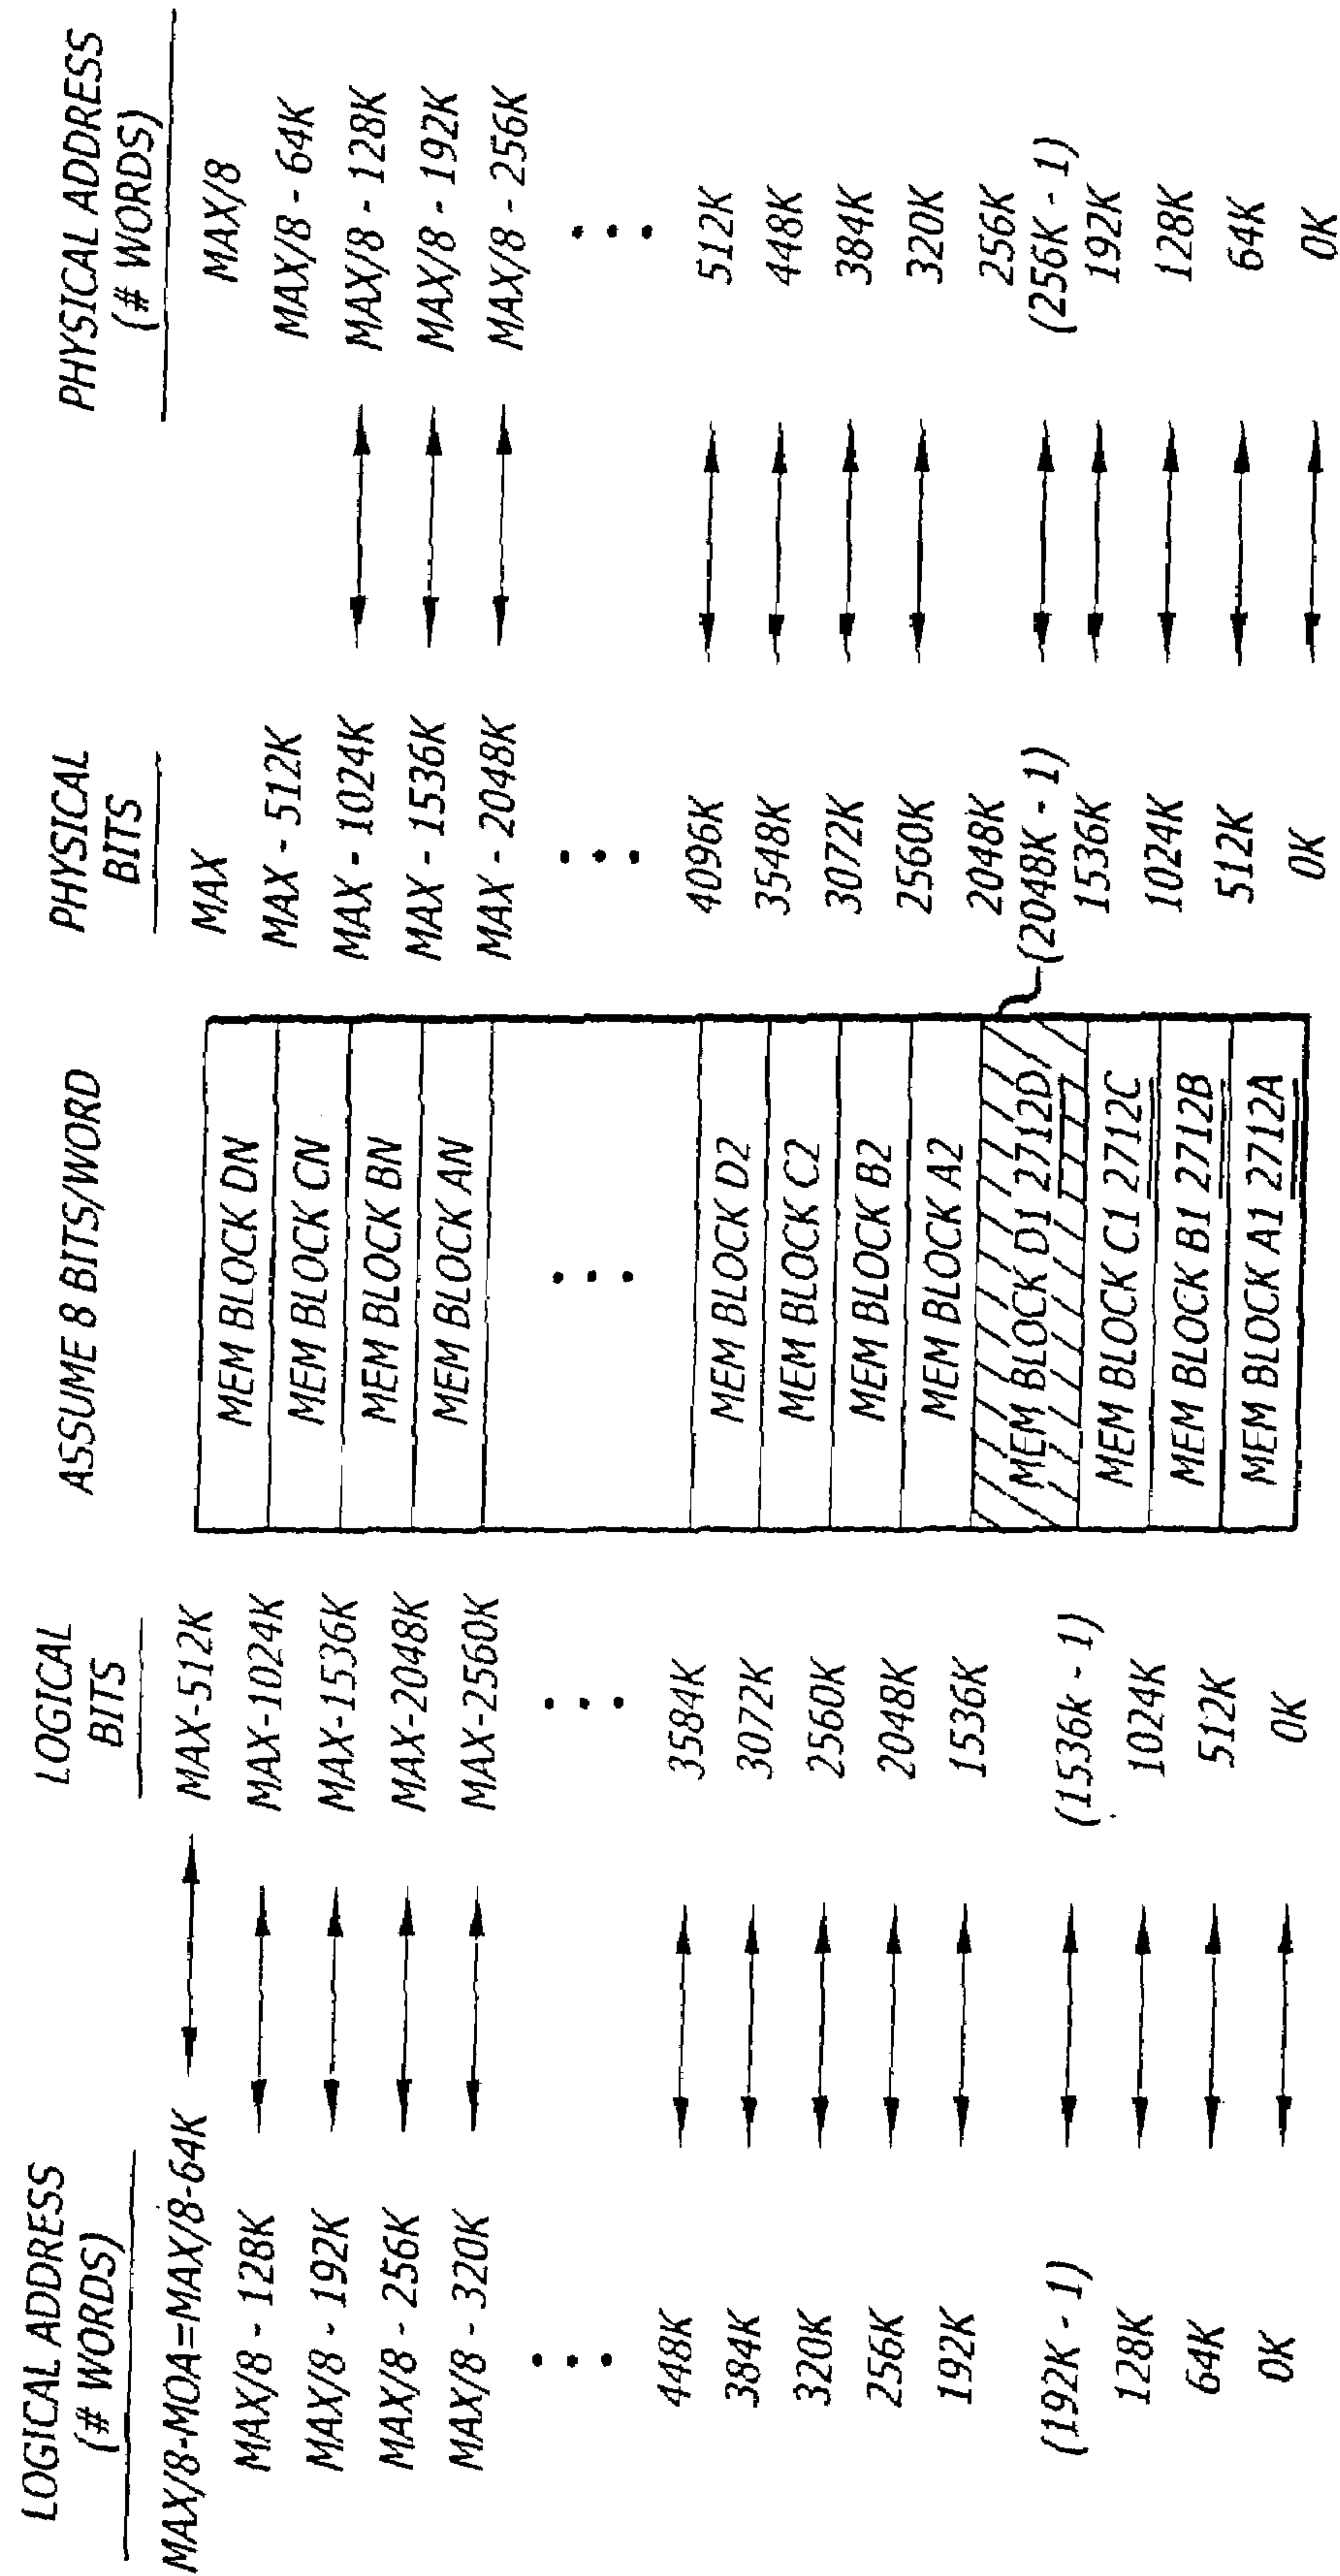 LOGICAL ADDRESS
(# WORDS)
MAX/8-MOA=MAX/8-64K
MAX/8 - 128K
MAX/8 - 192K
MAX/8 - 256K
MAX/8 - 320K
448K
384K
320K
256K
192K
(192K - 1)
128K
64K
0K
LOGICAL
BITS
MAX-512K
MAX-1024K
MAX-1536K
MAX-2048K
MAX-2560K
3584K
3072K
2560K
2048K
1536K
(1536k - 1)
1024K
512K
0K
ASSUME 8 BITS/WORD
MEM BLOCK DN
MEM BLOCK CN
MEM BLOCK BN
MEM BLOCK AN
MEM BLOCK D2
MEM BLOCK C2
MEM BLOCK B2
MEM BLOCK A2
MEM BLOCK D1 2712D
MEM BLOCK C1 2712C
MEM BLOCK B1 2712B
MEM BLOCK A1 2712A
PHYSICAL
BITS
MAX
MAX - 512K
MAX - 1024K
MAX - 1536K
MAX - 2048K
4096K
3548K
3072K
2560K
2048K
(2048K - 1)
1536K
1024K
512K
0K
PHYSICAL ADDRESS
(# WORDS)
MAX/8
MAX/8 - 64K
MAX/8 - 128K
MAX/8 - 192K
MAX/8 - 256K
512K
448K
384K
320K
256K
(256K - 1)
192K
128K
64K
0K